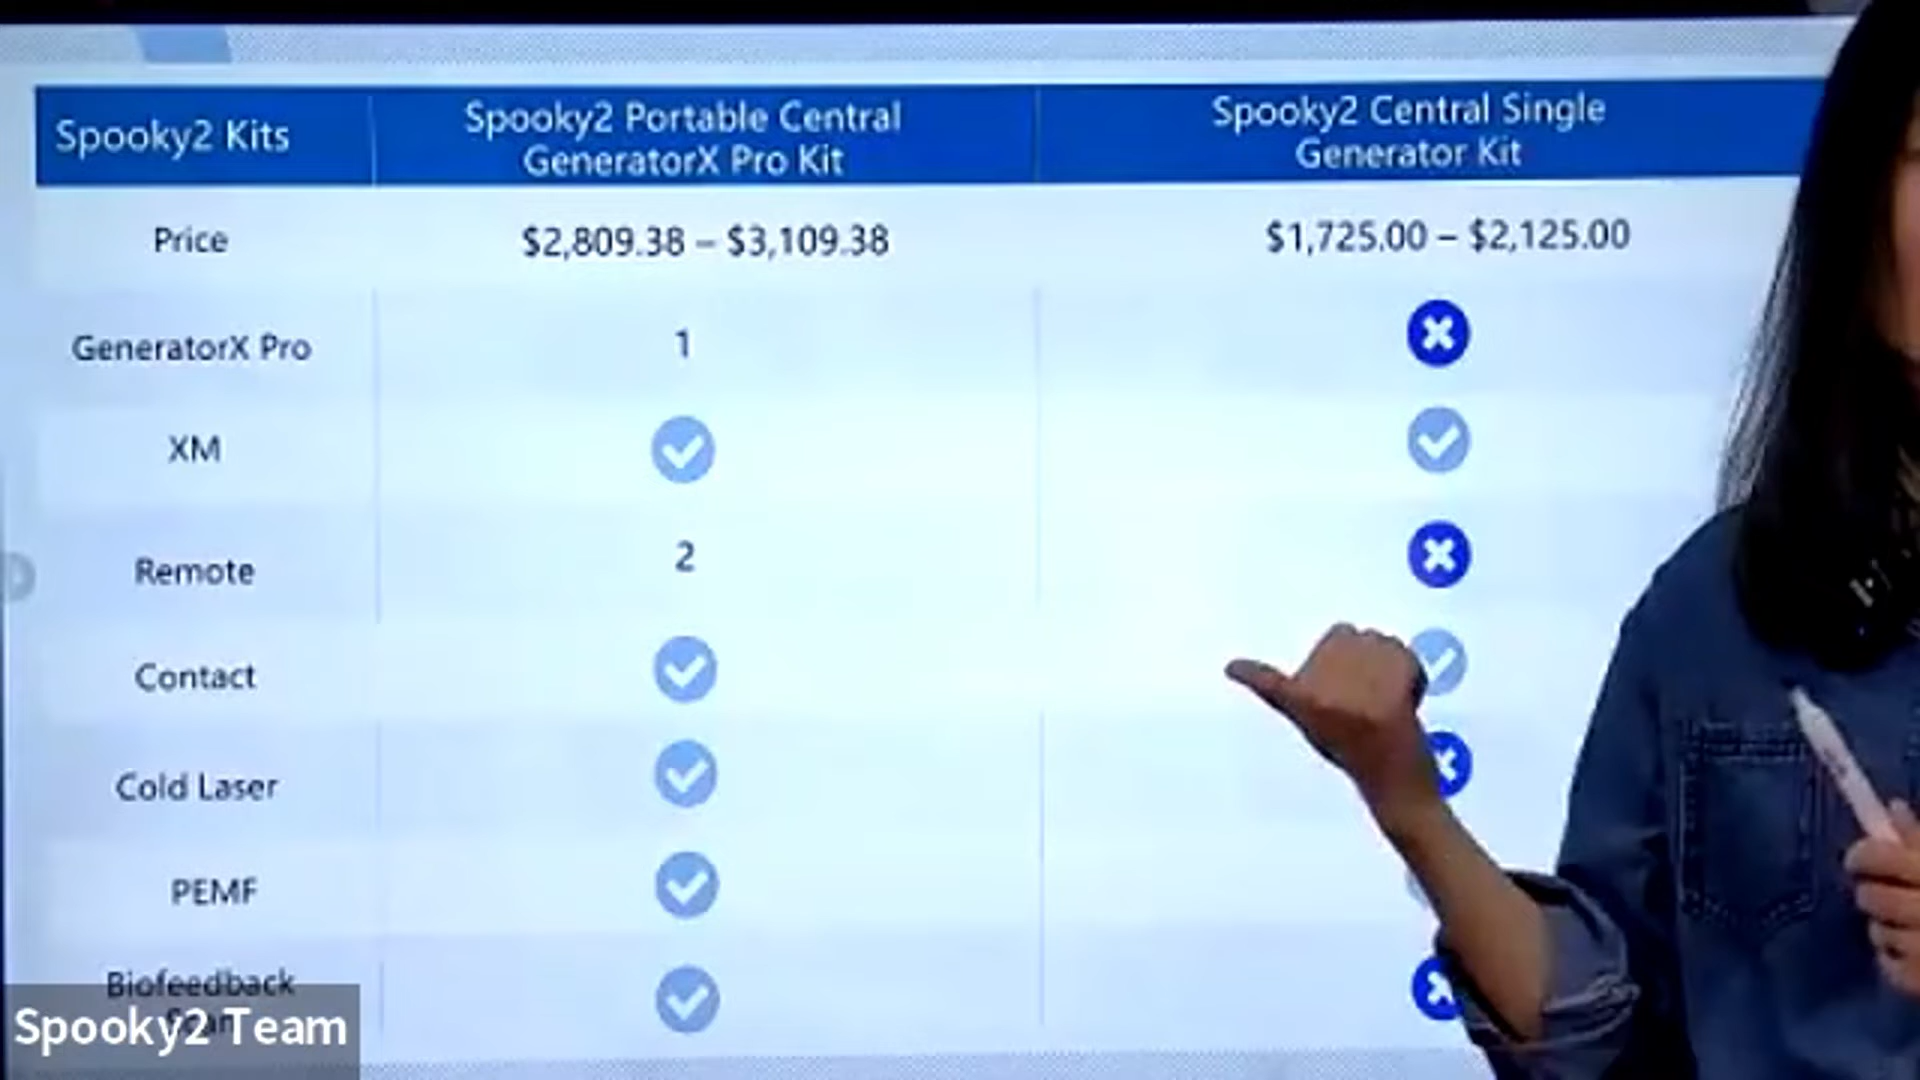 Spooky2 Kits
Spooky2 Portable Central
GeneratorX Pro Kit
Spooky2 Central Single
Generator Kit
Price
$2,809.38 – $3,109.38
$1,725.00 – $2,125.00
GeneratorX Pro
1
XM
Remote
2
Contact
Cold Laser
PEMF
Biofeedback
Scan
Spooky2 Team